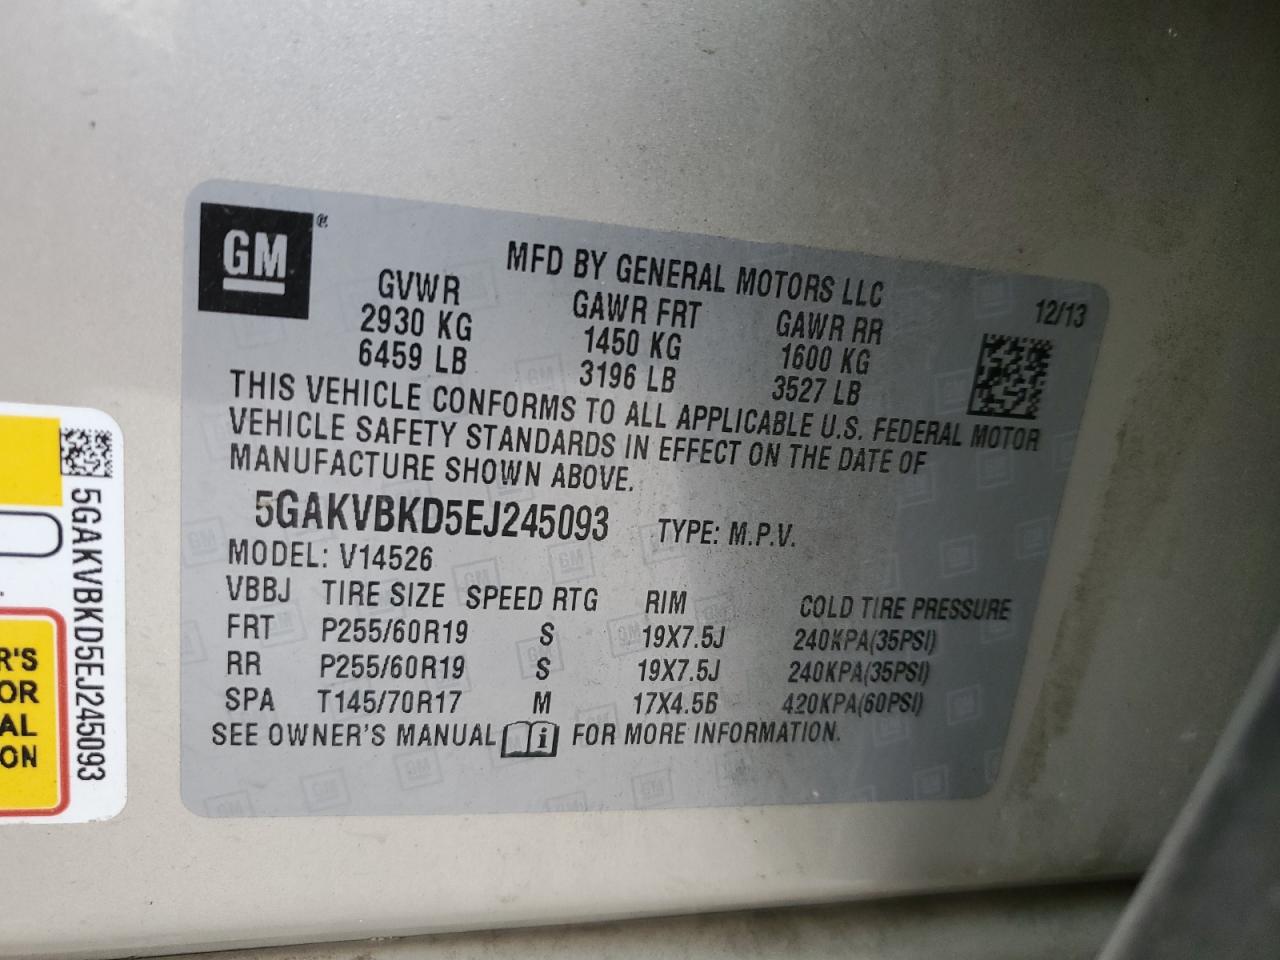 GM ®
MFD BY GENERAL MOTORS LLC
GVWR GAWR FRT GAWR RR 12/13
2930 KG 1450 KG 1600 KG
6459 LB 3196 LB 3527 LB
THIS VEHICLE CONFORMS TO ALL APPLICABLE U.S. FEDERAL MOTOR
VEHICLE SAFETY STANDARDS IN EFFECT ON THE DATE OF
MANUFACTURE SHOWN ABOVE.
5GAKVBKD5EJ245093 TYPE: M.P.V.
MODEL: V14526
VBBJ TIRE SIZE SPEED RTG RIM COLD TIRE PRESSURE
FRT P255/60R19 S 19X7.5J 240KPA(35PSI)
RR P255/60R19 S 19X7.5J 240KPA(35PSI)
SPA T145/70R17 M 17X4.5B 420KPA(60PSI)
SEE OWNER'S MANUAL i FOR MORE INFORMATION.
5GAKVBKD5EJ245093
R'S
OR
AL
ON